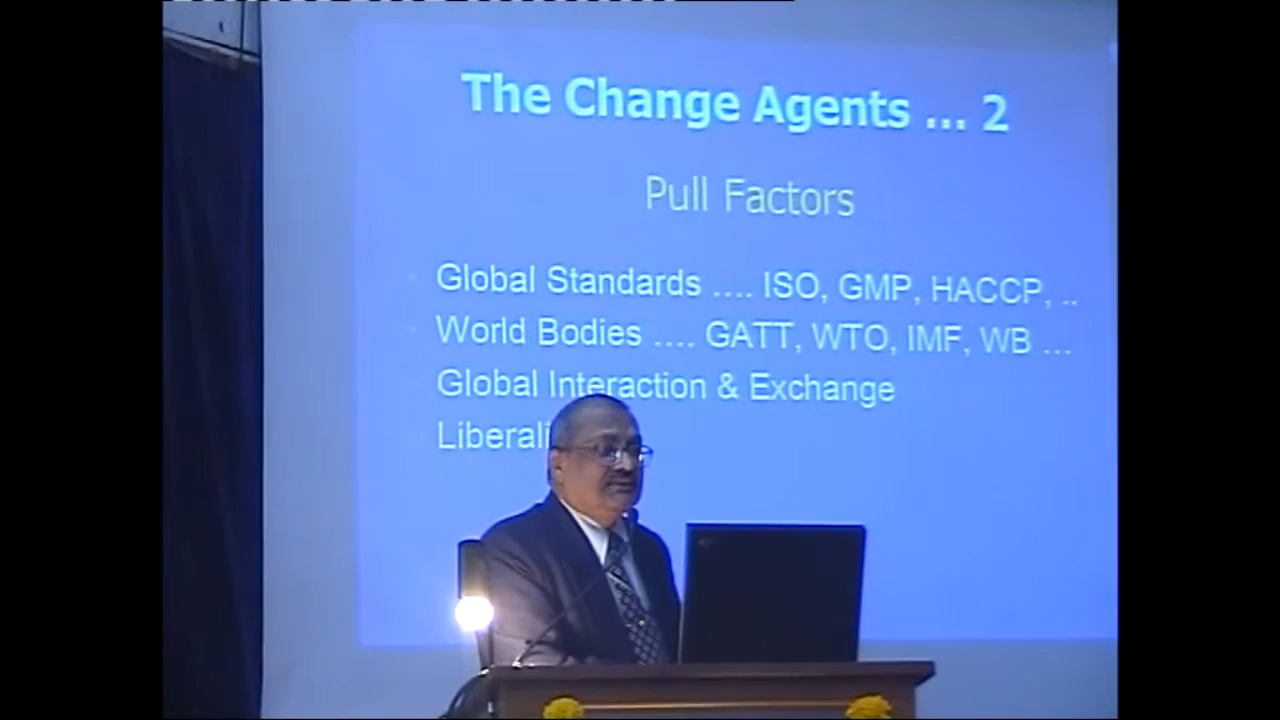 The Change Agents ... 2
Pull Factors
Global Standards .... ISO, GMP, HACCP, ..
World Bodies .... GATT, WTO, IMF, WB ...
Global Interaction & Exchange